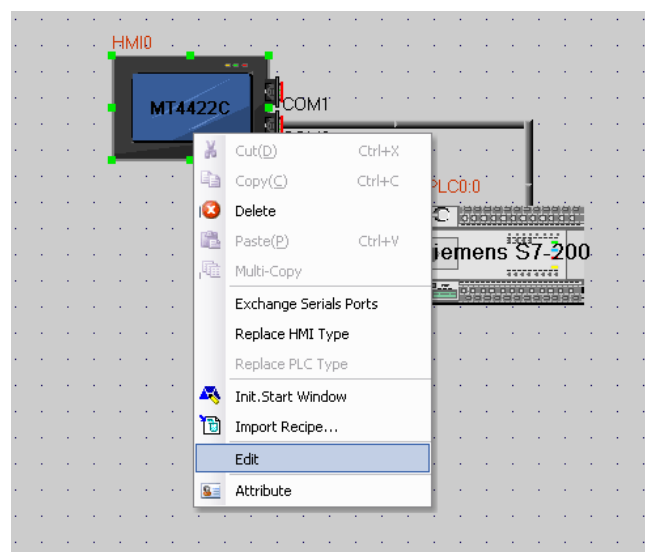 HMI0
MT4422C
COM1
Cut(D) Ctrl+X
Copy(C) Ctrl+C
PLC0:0
Delete
Paste(P) Ctrl+V
iemens S7-200
Multi-Copy
Exchange Serials Ports
Replace HMI Type
Replace PLC Type
Init.Start Window
Import Recipe...
Edit
Attribute